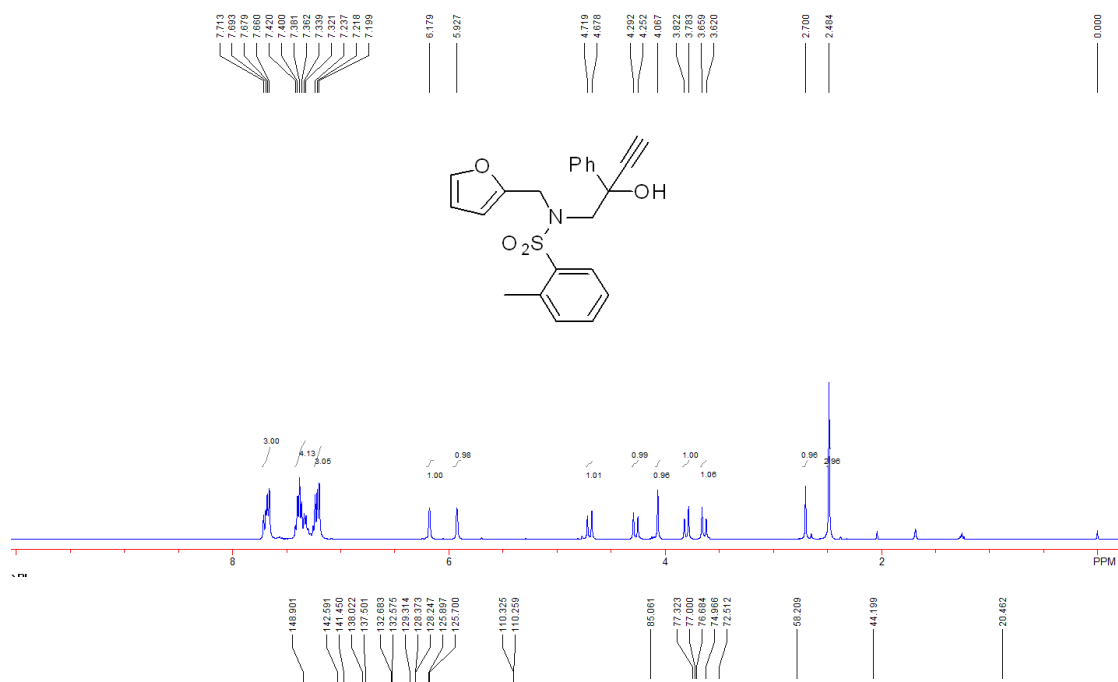 7.713 7.693 7.679 7.660 7.420 7.400 7.381 7.362 7.339 7.321 7.237 7.218 7.199 6.179 5.927 4.719 4.678 4.292 4.252 4.067 3.822 3.783 3.659 3.620 2.700 2.484 0.000
Ph
O
OH
N
O2S
3.00 4.13 3.05 1.00 0.98 1.01 0.99 0.96 1.00 1.06 0.96 2.96
8 6 4 2 PPM
148.901 142.591 141.450 138.022 137.501 132.683 132.575 129.314 128.373 128.247 125.897 125.700 110.325 110.259 85.061 77.323 77.000 76.684 74.966 72.512 58.209 44.199 20.462